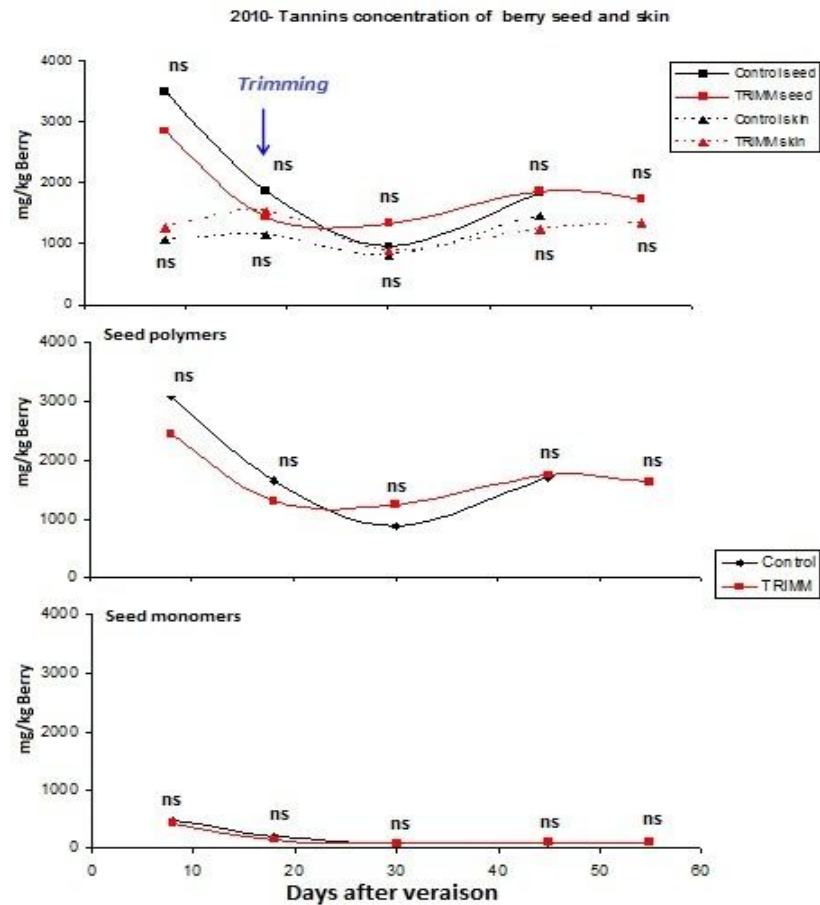 2010- Tannins concentration of berry seed and skin
4000
3000
2000
1000
0
mg/kg Berry
ns
Trimming
ns
ns
ns
ns
ns
ns
ns
ns
ns
Control seed
TRIMM seed
Control skin
TRIMM skin
Seed polymers
4000
3000
2000
1000
0
mg/kg Berry
ns
ns
ns
ns
ns
Control
TRIMM
Seed monomers
4000
3000
2000
1000
0
mg/kg Berry
ns
ns
ns
ns
ns
0 10 20 30 40 50 60
Days after veraison